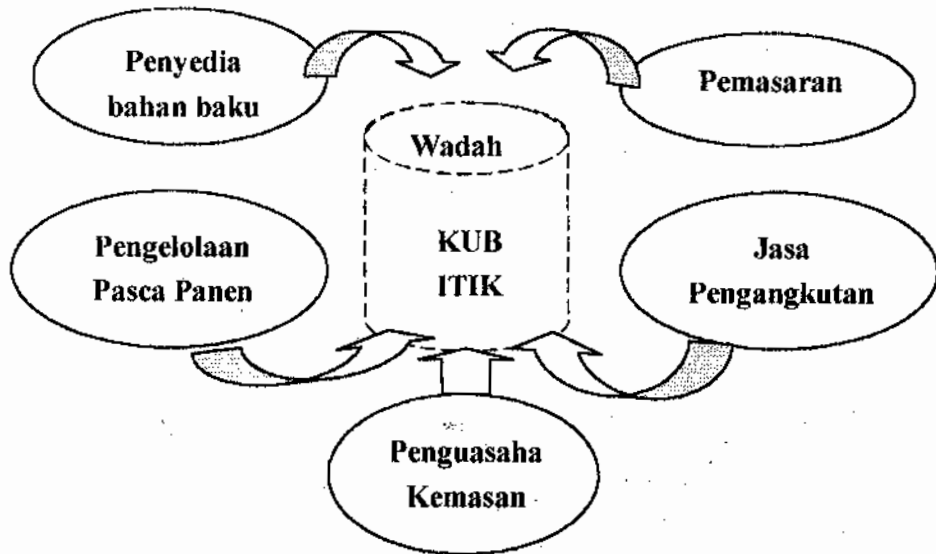 Penyedia
bahan baku
Pemasaran
Wadah
KUB
ITIK
Pengelolaan
Pasca Panen
Jasa
Pengangkutan
Penguasaha
Kemasan